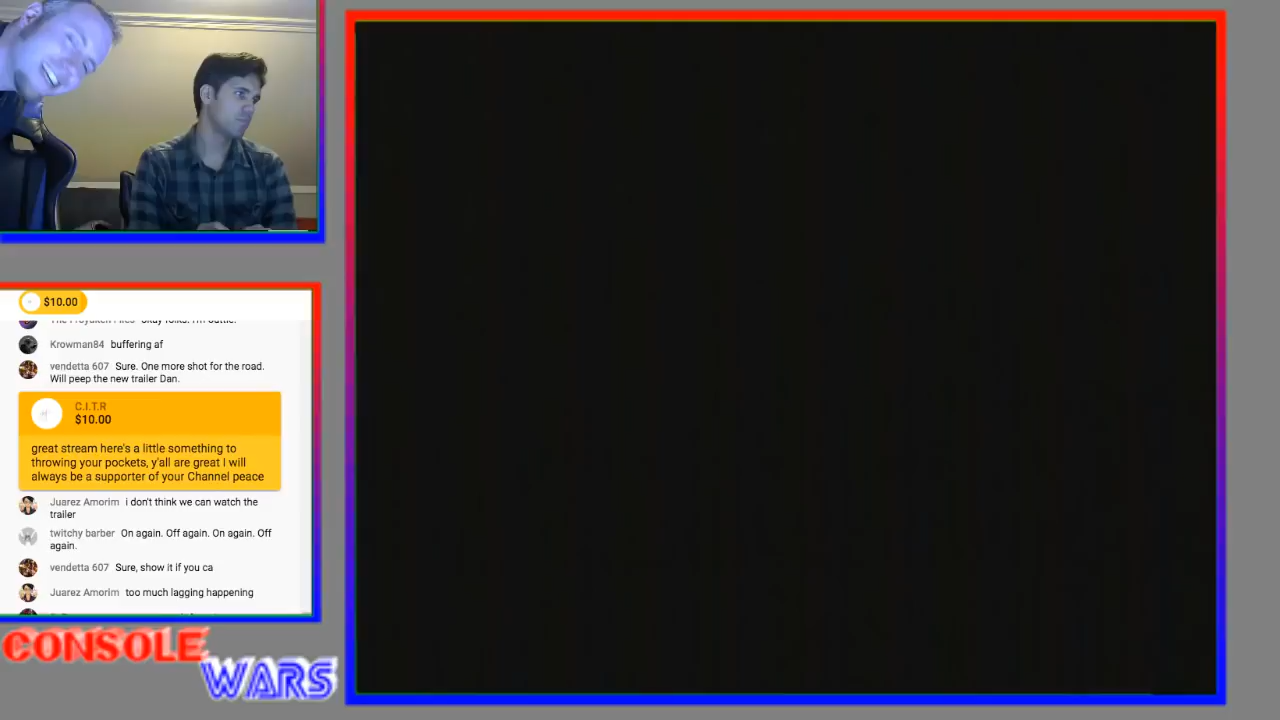 $10.00
Krowman84 buffering af
vendetta 607 Sure. One more shot for the road.
Will peep the new trailer Dan.
C.I.T.R
$10.00
great stream here's a little something to
throwing your pockets, y'all are great I will
always be a supporter of your Channel peace
Juarez Amorim i don't think we can watch the
trailer
twitchy barber On again. Off again. On again. Off
again.
vendetta 607 Sure, show it if you ca
Juarez Amorim too much lagging happening
CONSOLE
WARS